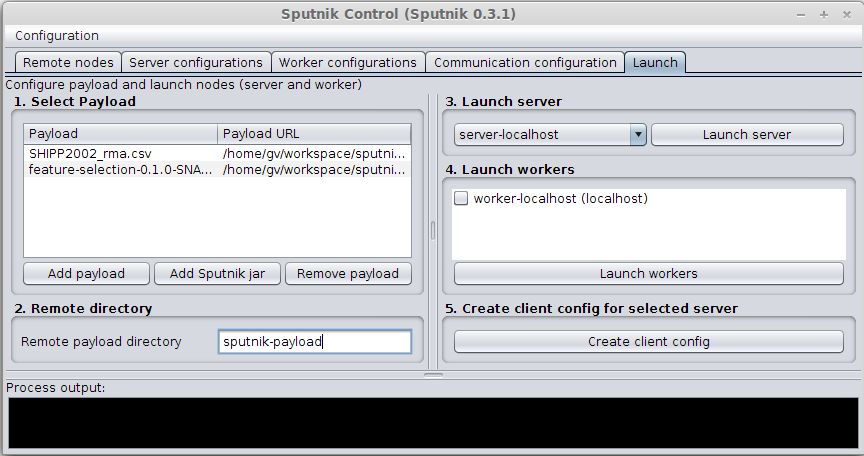 Sputnik Control (Sputnik 0.3.1)
Configuration
Remote nodes Server configurations Worker configurations Communication configuration Launch
Configure payload and launch nodes (server and worker)
1. Select Payload
Payload Payload URL
SHIPP2002_rma.csv /home/gv/workspace/sputni...
feature-selection-0.1.0-SNA... /home/gv/workspace/sputni...
Add payload Add Sputnik jar Remove payload
2. Remote directory
Remote payload directory sputnik-payload
3. Launch server
server-localhost Launch server
4. Launch workers
worker-localhost (localhost)
Launch workers
5. Create client config for selected server
Create client config
Process output: